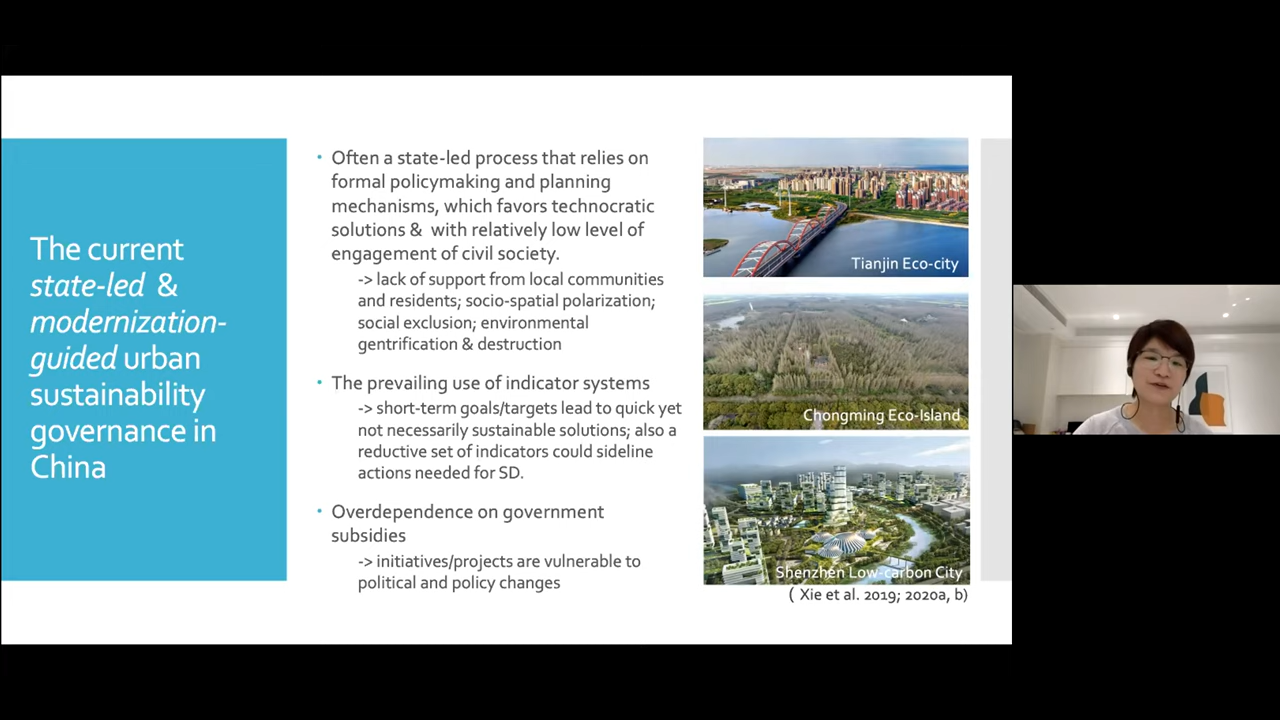 The current
state-led & 
modernization-
guided urban
sustainability
governance in
China
• Often a state-led process that relies on
formal policymaking and planning
mechanisms, which favors technocratic
solutions & with relatively low level of
engagement of civil society.
-> lack of support from local communities
and residents; socio-spatial polarization;
social exclusion; environmental
gentrification & destruction
• The prevailing use of indicator systems
-> short-term goals/targets lead to quick yet
not necessarily sustainable solutions; also a
reductive set of indicators could sideline
actions needed for SD.
• Overdependence on government
subsidies
-> initiatives/projects are vulnerable to
political and policy changes
Tianjin Eco-city
Chongming Eco-Island
Shenzhen Low-carbon City
( Xie et al. 2019; 2020a, b)